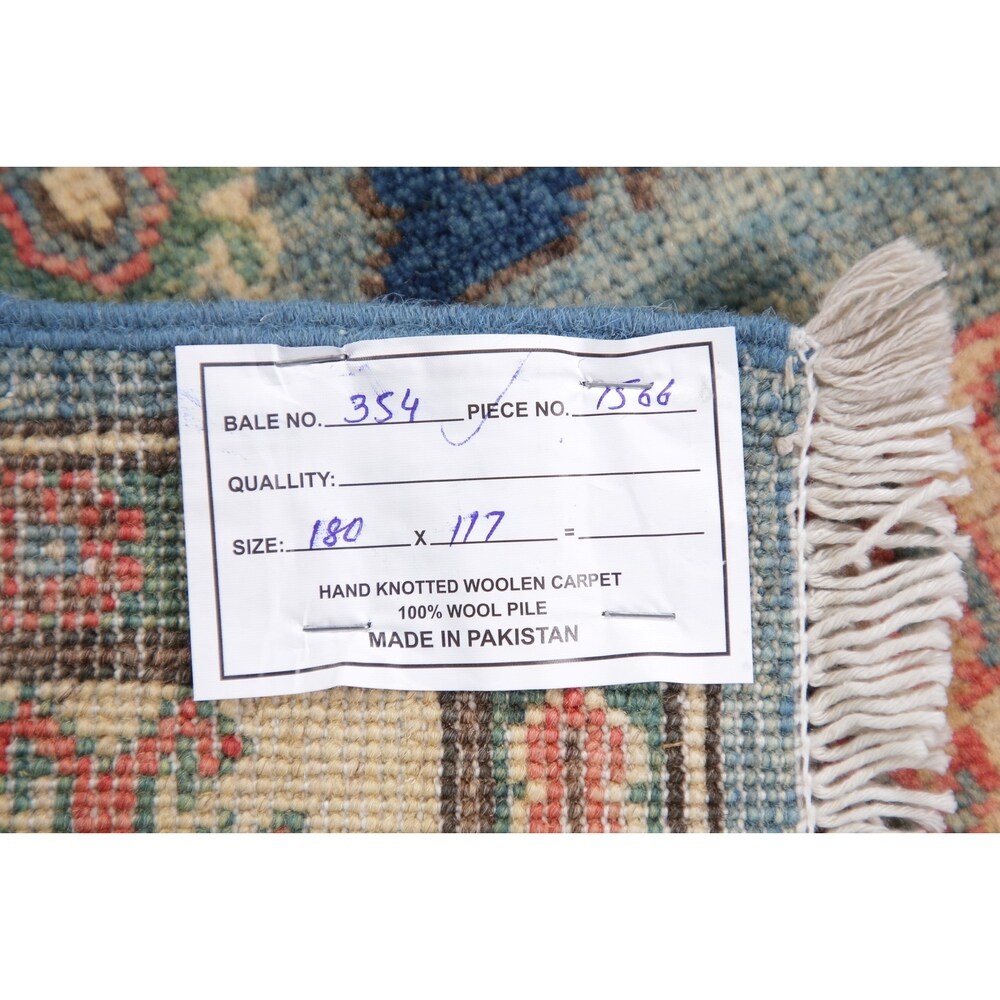 BALE NO. 354 PIECE NO. 1566
QUALLITY:
SIZE: 180 X 117 =
HAND KNOTTED WOOLEN CARPET
100% WOOL PILE
MADE IN PAKISTAN